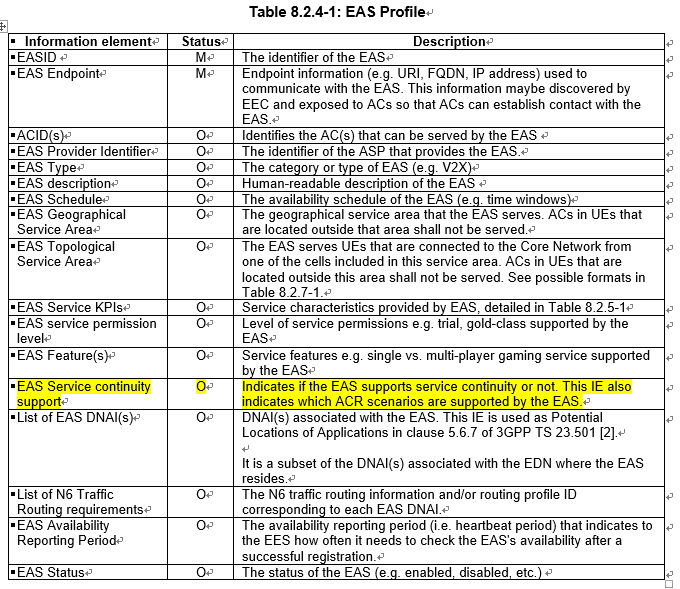 Table 8.2.4-1: EAS Profile
Information element Status Description
EASID M The identifier of the EAS
EAS Endpoint M Endpoint information (e.g. URI, FQDN, IP address) used to
communicate with the EAS. This information maybe discovered by
EEC and exposed to ACs so that ACs can establish contact with the
EAS.
ACID(s) O Identifies the AC(s) that can be served by the EAS
EAS Provider Identifier O The identifier of the ASP that provides the EAS.
EAS Type O The category or type of EAS (e.g. V2X)
EAS description O Human-readable description of the EAS
EAS Schedule O The availability schedule of the EAS (e.g. time windows)
EAS Geographical O The geographical service area that the EAS serves. ACs in UEs that
Service Area are located outside that area shall not be served.
EAS Topological O The EAS serves UEs that are connected to the Core Network from
Service Area one of the cells included in this service area. ACs in UEs that are
located outside this area shall not be served. See possible formats in
Table 8.2.7-1.
EAS Service KPIs O Service characteristics provided by EAS, detailed in Table 8.2.5-1
EAS service permission O Level of service permissions e.g. trial, gold-class supported by the
level EAS
EAS Feature(s) O Service features e.g. single vs. multi-player gaming service supported
by the EAS
EAS Service continuity O Indicates if the EAS supports service continuity or not. This IE also
support indicates which ACR scenarios are supported by the EAS.
List of EAS DNAI(s) O DNAI(s) associated with the EAS. This IE is used as Potential
Locations of Applications in clause 5.6.7 of 3GPP TS 23.501 [2].
It is a subset of the DNAI(s) associated with the EDN where the EAS
resides.
List of N6 Traffic O The N6 traffic routing information and/or routing profile ID
Routing requirements corresponding to each EAS DNAI.
EAS Availability O The availability reporting period (i.e. heartbeat period) that indicates to
Reporting Period the EES how often it needs to check the EAS's availability after a
successful registration.
EAS Status O The status of the EAS (e.g. enabled, disabled, etc.)